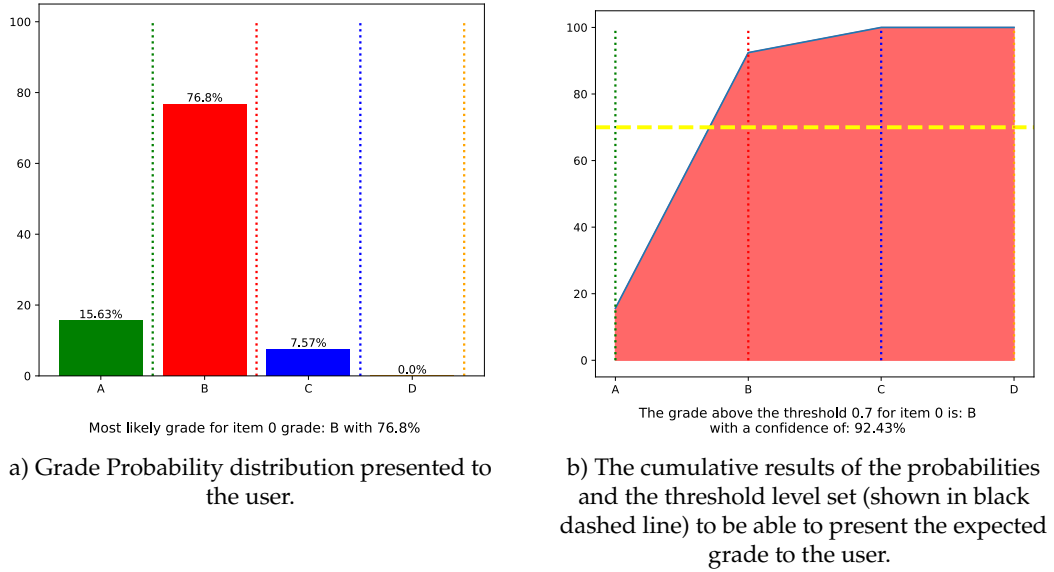 100
80
60
40
20
0
15.63%
76.8%
7.57%
0.0%
A
B
C
D
Most likely grade for item 0 grade: B with 76.8%
a) Grade Probability distribution presented to
the user.
100
80
60
40
20
0
A
B
C
D
The grade above the threshold 0.7 for item 0 is: B
with a confidence of: 92.43%
b) The cumulative results of the probabilities
and the threshold level set (shown in black
dashed line) to be able to present the expected
grade to the user.